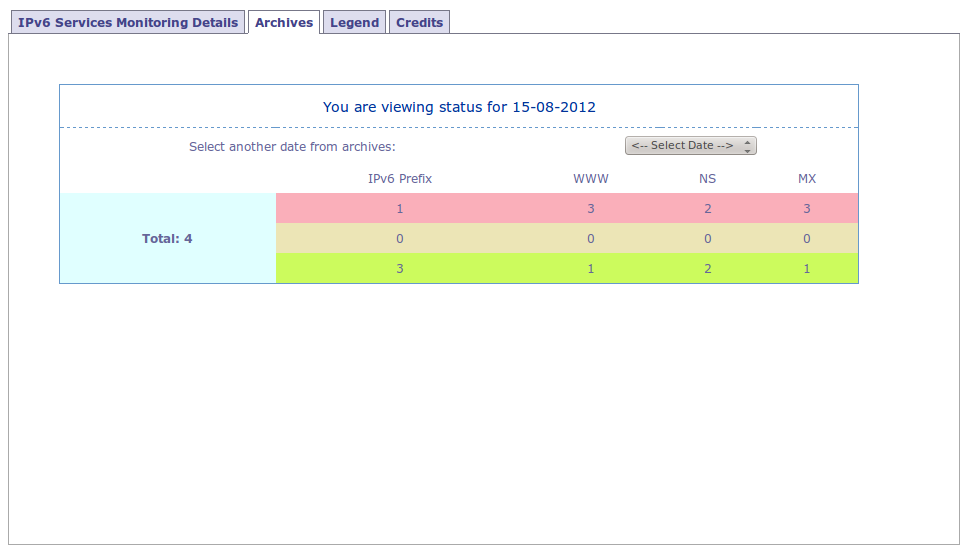 IPv6 Services Monitoring Details Archives Legend Credits
You are viewing status for 15-08-2012
Select another date from archives: <-- Select Date -->
IPv6 Prefix WWW NS MX
1 3 2 3
Total: 4 0 0 0 0
3 1 2 1